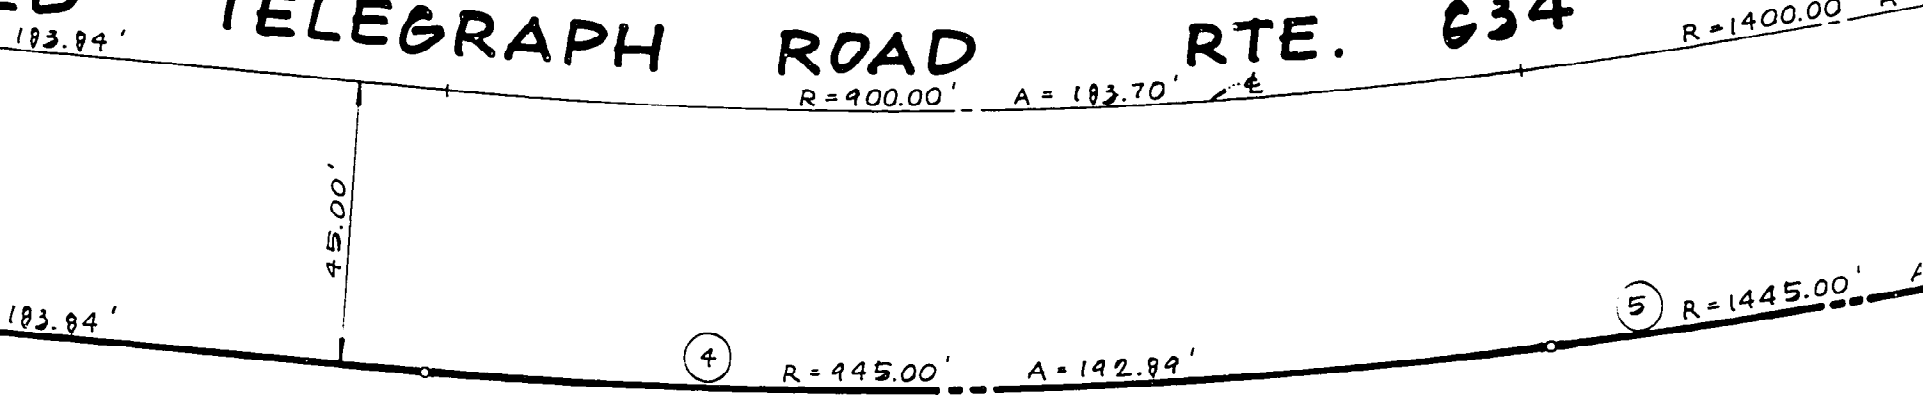 TELEGRAPH ROAD RTE. 634
183.84'
R=900.00' A = 183.70' ℄
R=1400.00
45.00'
183.84'
4 R = 945.00' A = 192.89'
5 R=1445.00'